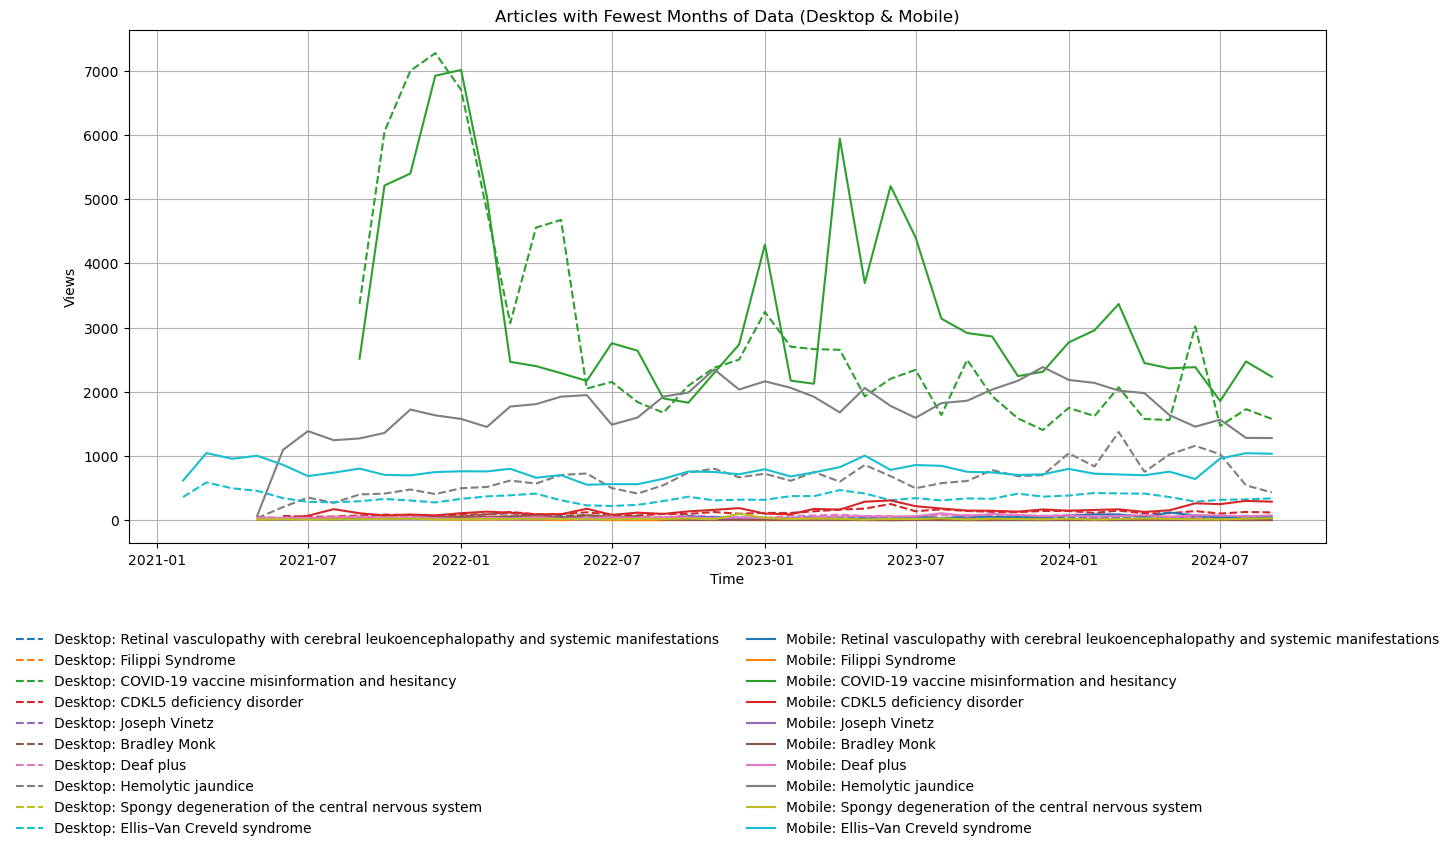 Articles with Fewest Months of Data (Desktop & Mobile)
7000
6000
5000
4000
3000
2000
1000
0
Views
2021-01 2021-07 2022-01 2022-07 2023-01 2023-07 2024-01 2024-07
Time
Desktop: Retinal vasculopathy with cerebral leukoencephalopathy and systemic manifestations
Desktop: Filippi Syndrome
Desktop: COVID-19 vaccine misinformation and hesitancy
Desktop: CDKL5 deficiency disorder
Desktop: Joseph Vinetz
Desktop: Bradley Monk
Desktop: Deaf plus
Desktop: Hemolytic jaundice
Desktop: Spongy degeneration of the central nervous system
Desktop: Ellis–Van Creveld syndrome
Mobile: Retinal vasculopathy with cerebral leukoencephalopathy and systemic manifestations
Mobile: Filippi Syndrome
Mobile: COVID-19 vaccine misinformation and hesitancy
Mobile: CDKL5 deficiency disorder
Mobile: Joseph Vinetz
Mobile: Bradley Monk
Mobile: Deaf plus
Mobile: Hemolytic jaundice
Mobile: Spongy degeneration of the central nervous system
Mobile: Ellis–Van Creveld syndrome